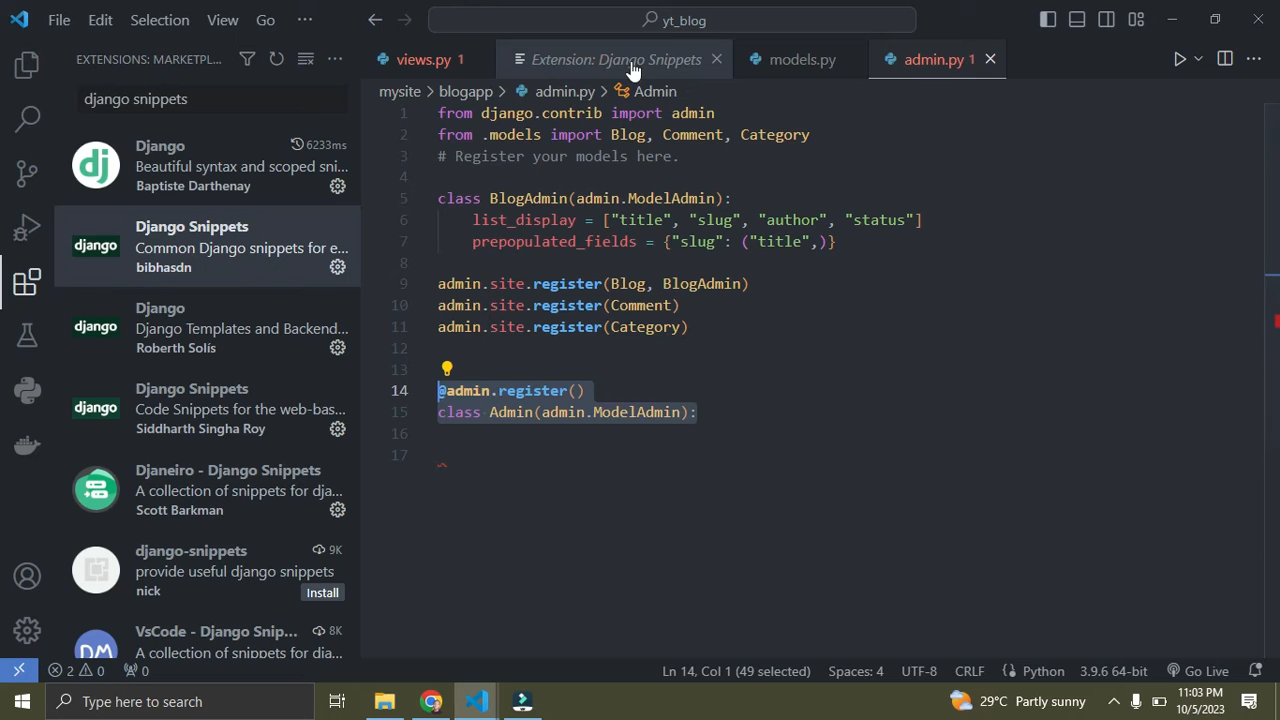 File Edit Selection View Go ··· yt_blog
EXTENSIONS: MARKETPL...
django snippets
Django 6233ms
Beautiful syntax and scoped sni...
Baptiste Darthenay
Django Snippets
Common Django snippets for e...
bibhasdn
Django
Django Templates and Backend...
Roberth Solís
Django Snippets
Code Snippets for the web-bas...
Siddharth Singha Roy
Djaneiro - Django Snippets
A collection of snippets for dja...
Scott Barkman
django-snippets 9K
provide useful django snippets
nick Install
VsCode - Django Snip... 8K
A collection of snippets for dja...
views.py 1 Extension: Django Snippets models.py admin.py 1
mysite > blogapp > admin.py > Admin
1 from django.contrib import admin
2 from .models import Blog, Comment, Category
3 # Register your models here.
4
5 class BlogAdmin(admin.ModelAdmin):
6 list_display = ["title", "slug", "author", "status"]
7 prepopulated_fields = {"slug": ("title",)}
8
9 admin.site.register(Blog, BlogAdmin)
10 admin.site.register(Comment)
11 admin.site.register(Category)
12
13
14 @admin.register()
15 class Admin(admin.ModelAdmin):
16
17
2 0 0 Ln 14, Col 1 (49 selected) Spaces: 4 UTF-8 CRLF Python 3.9.6 64-bit Go Live
Type here to search 29°C Partly sunny 11:03 PM
10/5/2023